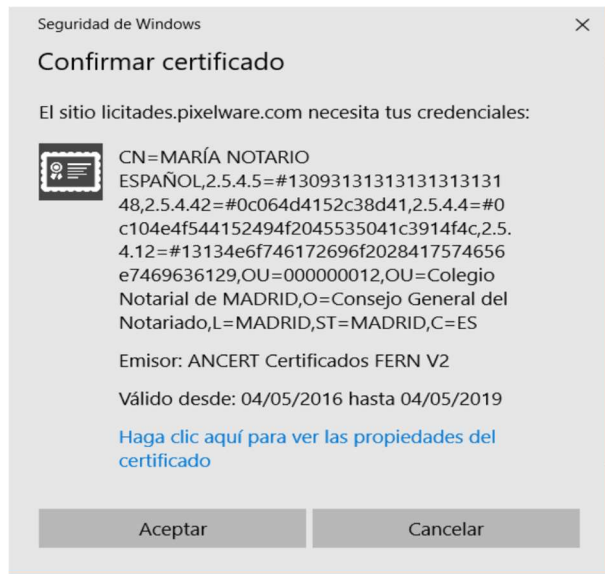 Seguridad de Windows
Confirmar certificado
El sitio licitades.pixelware.com necesita tus credenciales:
CN=MARÍA NOTARIO
ESPAÑOL,2.5.4.5=#13093131313131313131
48,2.5.4.42=#0c064d4152c38d41,2.5.4.4=#0
c104e4f544152494f2045535041c3914f4c,2.5.
4.12=#13134e6f746172696f2028417574656
e7469636129,OU=000000012,OU=Colegio
Notarial de MADRID,O=Consejo General del
Notariado,L=MADRID,ST=MADRID,C=ES
Emisor: ANCERT Certificados FERN V2
Válido desde: 04/05/2016 hasta 04/05/2019
Haga clic aquí para ver las propiedades del
certificado
Aceptar
Cancelar